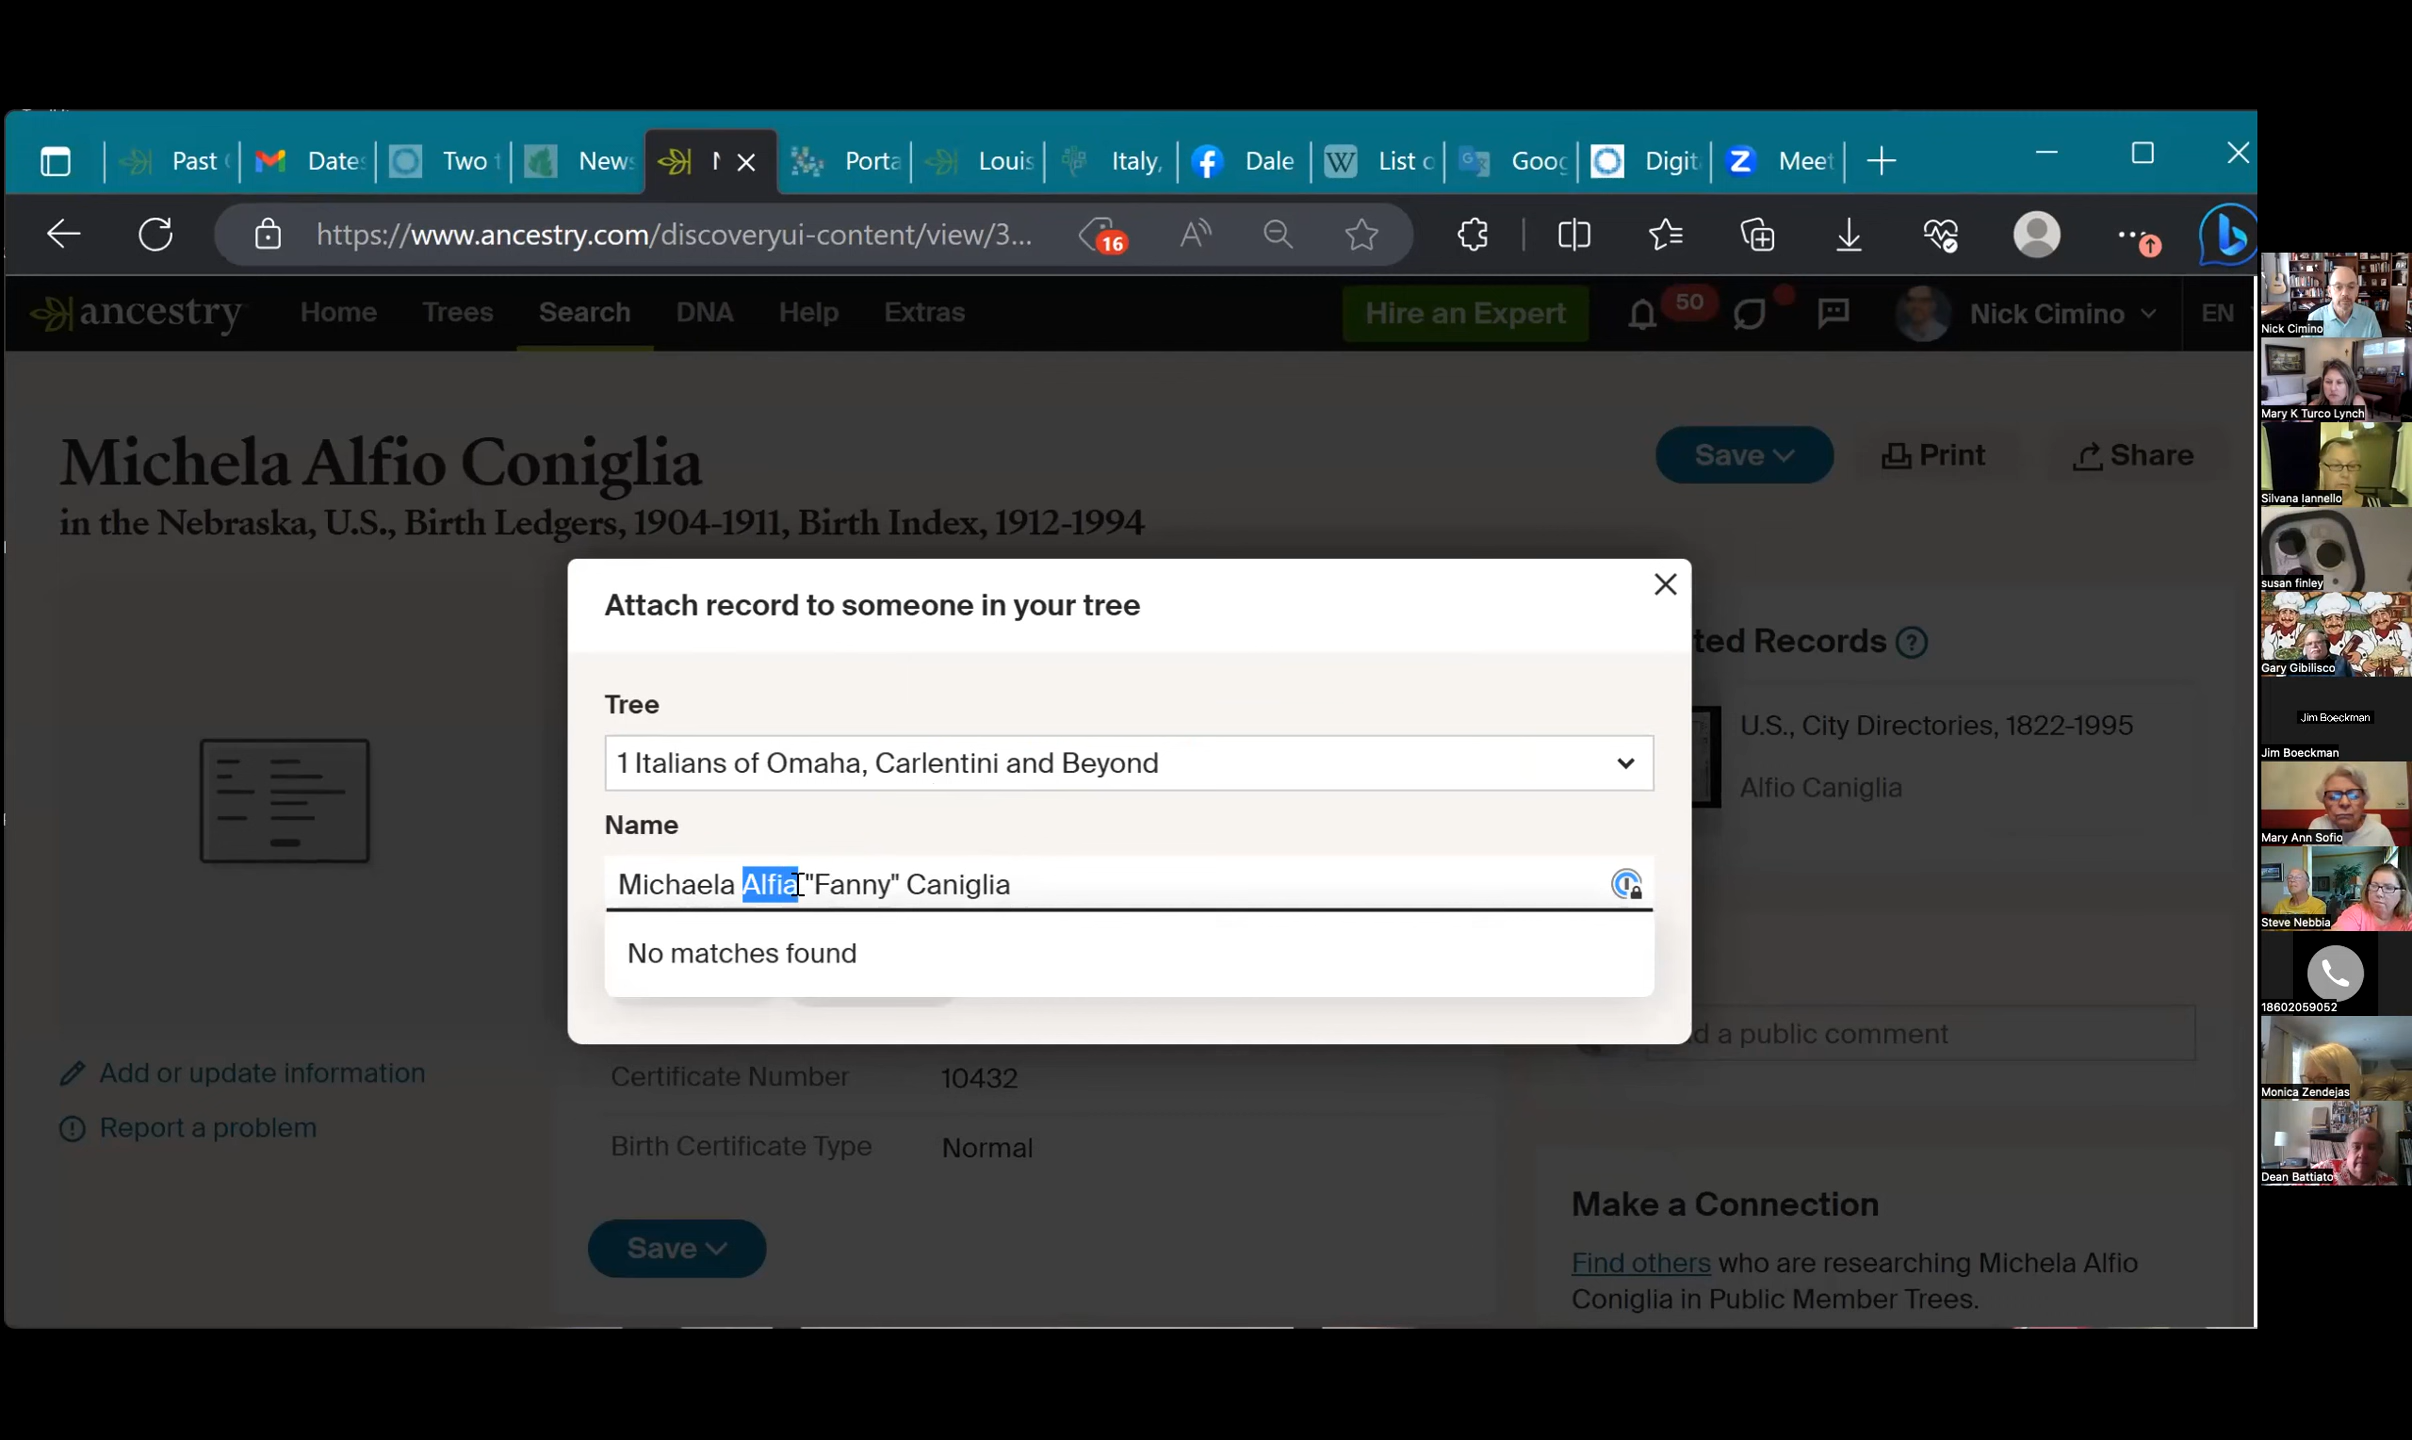 Past
Dates
Two t
News
Porta
Louis
Italy,
Dale
List o
Goog
Digit
Meet
https://www.ancestry.com/discoveryui-content/view/3...
16
ancestry
Home
Trees
Search
DNA
Help
Extras
Hire an Expert
50
Nick Cimino
EN
Michela Alfio Coniglia
in the Nebraska, U.S., Birth Ledgers, 1904-1911, Birth Index, 1912-1994
Save
Print
Share
Attach record to someone in your tree
Tree
1 Italians of Omaha, Carlentini and Beyond
Name
Michaela Alfia "Fanny" Caniglia
No matches found
ted Records
U.S., City Directories, 1822-1995
Alfio Caniglia
d a public comment
Add or update information
Report a problem
Certificate Number 10432
Birth Certificate Type Normal
Save
Make a Connection
Find others who are researching Michela Alfio
Coniglia in Public Member Trees.
Nick Cimino
Mary K Turco Lynch
Silvana Iannello
susan finley
Gary Gibilisco
Jim Boeckman
Jim Boeckman
Mary Ann Sofio
Steve Nebbia
18602059052
Monica Zendejas
Dean Battiato